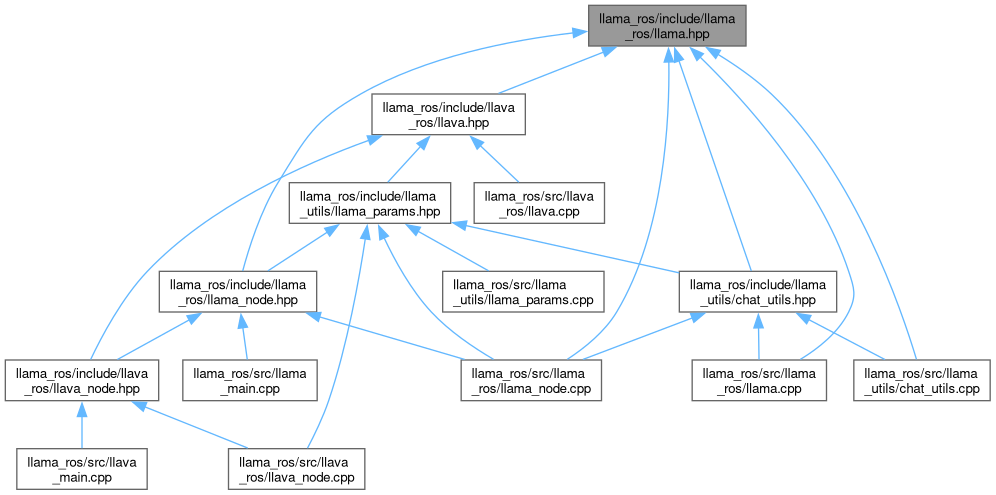 llama_ros/include/llama
_ros/llama.hpp
llama_ros/include/llava
_ros/llava.hpp
llama_ros/include/llama
_utils/llama_params.hpp
llama_ros/src/llava
_ros/llava.cpp
llama_ros/include/llama
_ros/llama_node.hpp
llama_ros/src/llama
_utils/llama_params.cpp
llama_ros/include/llama
_utils/chat_utils.hpp
llama_ros/include/llava
_ros/llava_node.hpp
llama_ros/src/llama
_main.cpp
llama_ros/src/llama
_ros/llama_node.cpp
llama_ros/src/llama
_ros/llama.cpp
llama_ros/src/llama
_utils/chat_utils.cpp
llama_ros/src/llava
_main.cpp
llama_ros/src/llava
_ros/llava_node.cpp